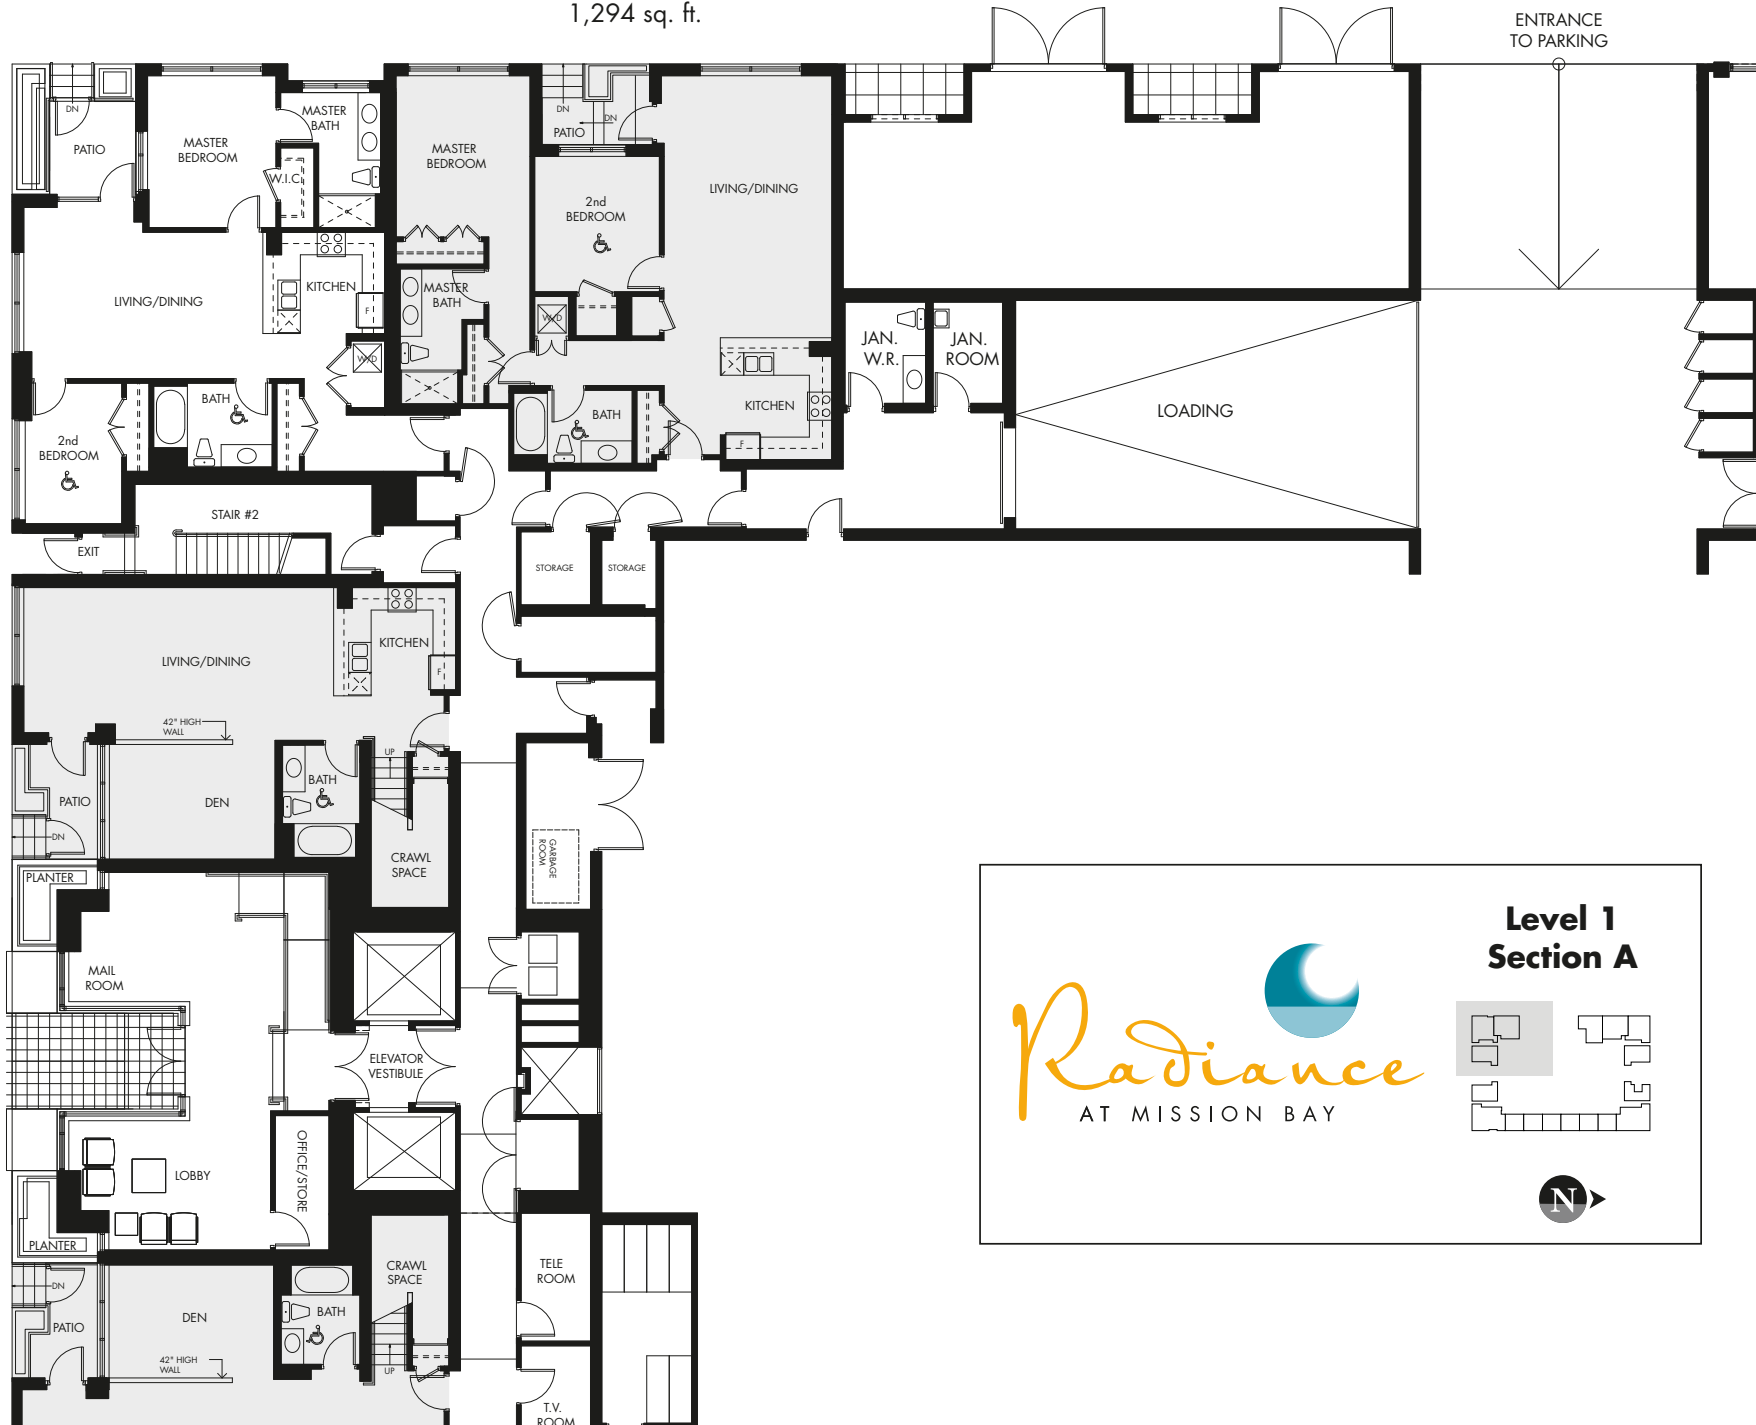 1,294 sq. ft.
ENTRANCE
TO PARKING
DN
PATIO
MASTER
BEDROOM
MASTER
BATH
W.I.C.
MASTER
BEDROOM
DN
DN
PATIO
2nd
BEDROOM
LIVING/DINING
LIVING/DINING
KITCHEN
F
W/D
MASTER
BATH
W/D
JAN.
W.R.
JAN.
ROOM
LOADING
KITCHEN
F
BATH
BATH
2nd
BEDROOM
STAIR #2
EXIT
STORAGE
STORAGE
LIVING/DINING
KITCHEN
F
42" HIGH
WALL
UP
BATH
PATIO
DEN
DN
CRAWL
SPACE
GARBAGE
ROOM
PLANTER
MAIL
ROOM
ELEVATOR
VESTIBULE
OFFICE/STORE
LOBBY
PLANTER
DN
PATIO
DEN
BATH
CRAWL
SPACE
TELE
ROOM
42" HIGH
WALL
UP
T.V.
ROOM
Level 1
Section A
Radiance
AT MISSION BAY
N